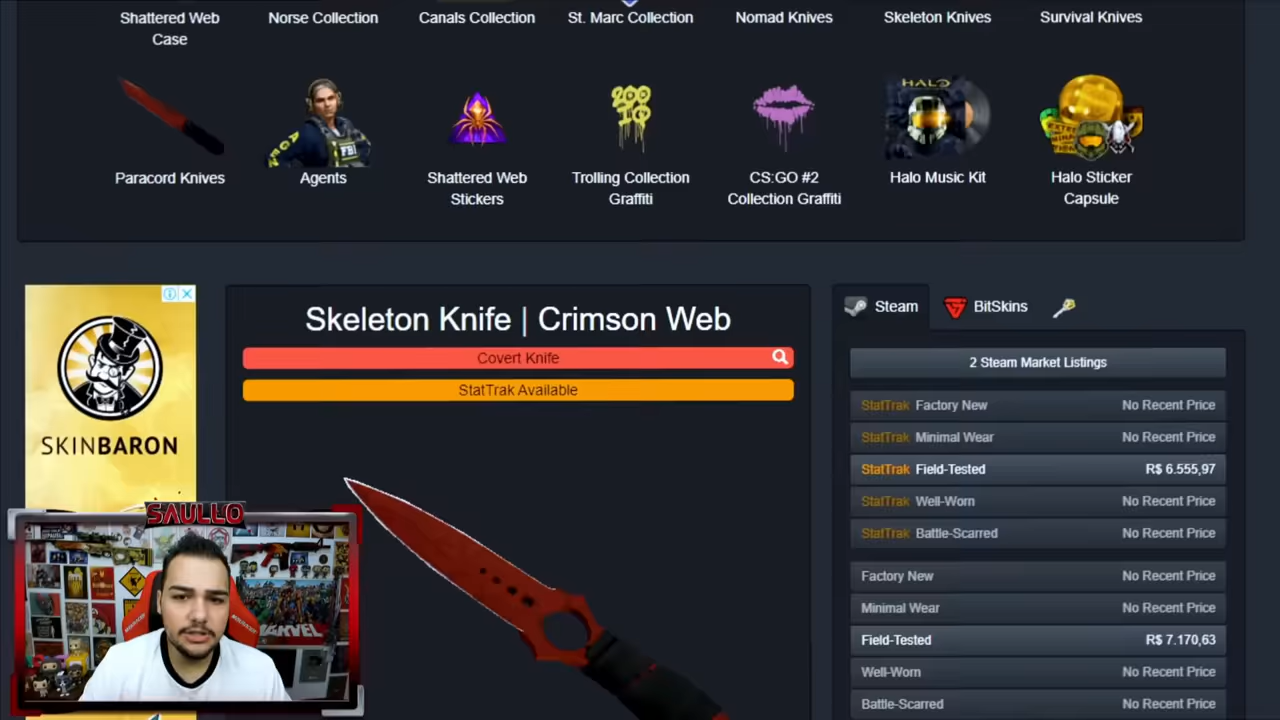 Shattered Web
Case
Norse Collection
Canals Collection
St. Marc Collection
Nomad Knives
Skeleton Knives
Survival Knives
Paracord Knives
Agents
Shattered Web
Stickers
Trolling Collection
Graffiti
CS:GO #2
Collection Graffiti
Halo Music Kit
Halo Sticker
Capsule
FBI
200
IQ
HALO
SKINBARON
Skeleton Knife | Crimson Web
Covert Knife
StatTrak Available
Steam
BitSkins
2 Steam Market Listings
StatTrak Factory New No Recent Price
StatTrak Minimal Wear No Recent Price
StatTrak Field-Tested R$ 6.555,97
StatTrak Well-Worn No Recent Price
StatTrak Battle-Scarred No Recent Price
Factory New No Recent Price
Minimal Wear No Recent Price
Field-Tested R$ 7.170,63
Well-Worn No Recent Price
Battle-Scarred No Recent Price
SAULLO
MARVEL